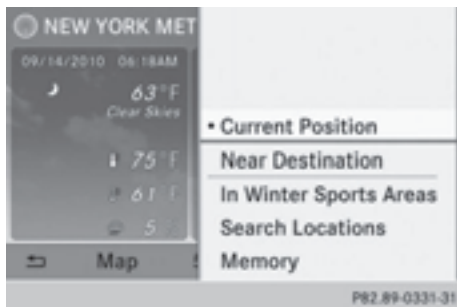 NEW YORK MET
09/14/2010 06:18AM
63°F
Clear Skies
75°F
61 F
5
Map
• Current Position
Near Destination
In Winter Sports Areas
Search Locations
Memory
P82.89-0331-31